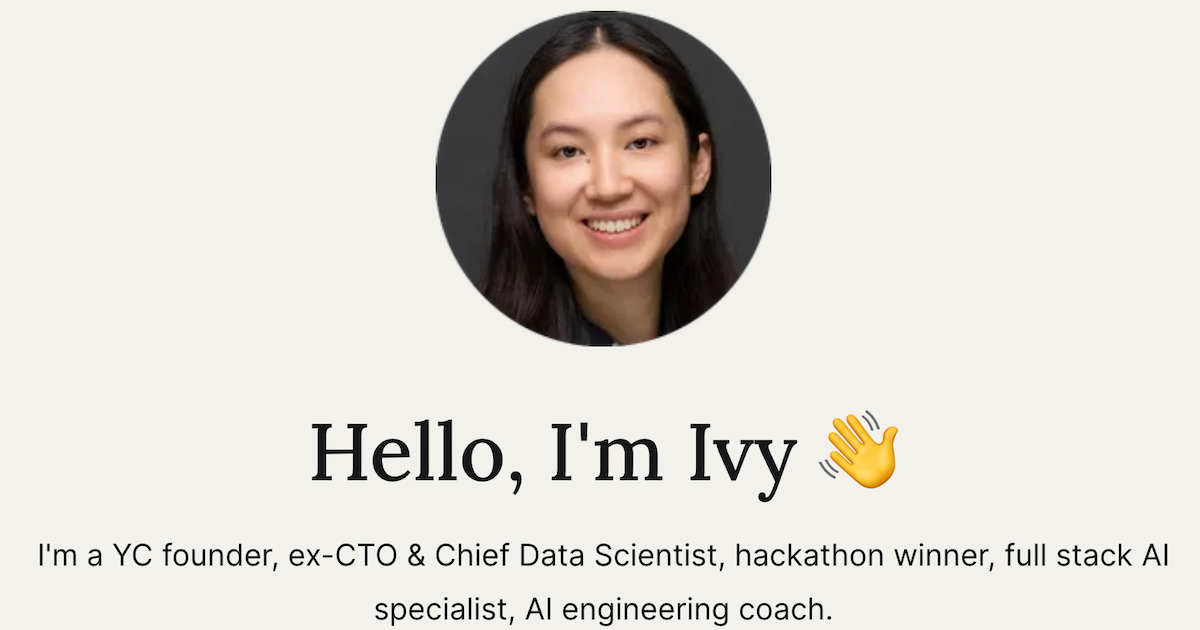 Hello, I'm Ivy 👋
I'm a YC founder, ex-CTO & Chief Data Scientist, hackathon winner, full stack AI
specialist, AI engineering coach.